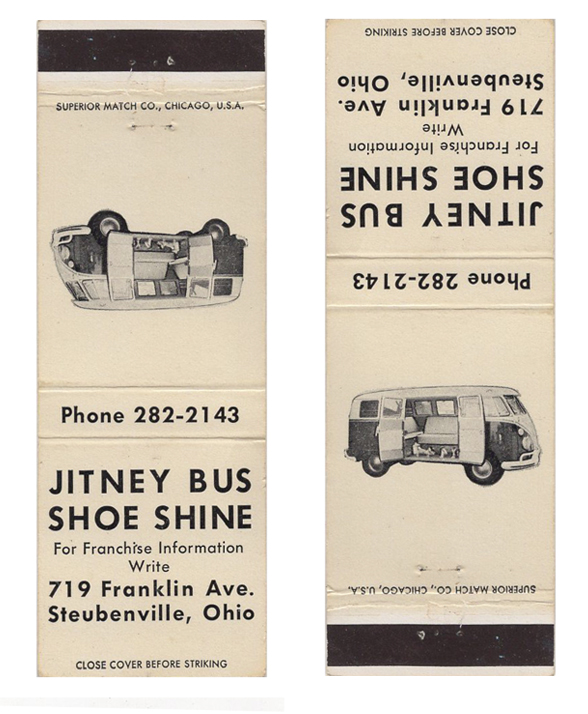 SUPERIOR MATCH CO., CHICAGO, U.S.A.
Phone 282-2143
JITNEY BUS
SHOE SHINE
For Franchise Information
Write
719 Franklin Ave.
Steubenville, Ohio
CLOSE COVER BEFORE STRIKING
CLOSE COVER BEFORE STRIKING
Steubenville, Ohio
719 Franklin Ave.
Write
For Franchise Information
SHOE SHINE
JITNEY BUS
Phone 282-2143
SUPERIOR MATCH CO., CHICAGO, U.S.A.